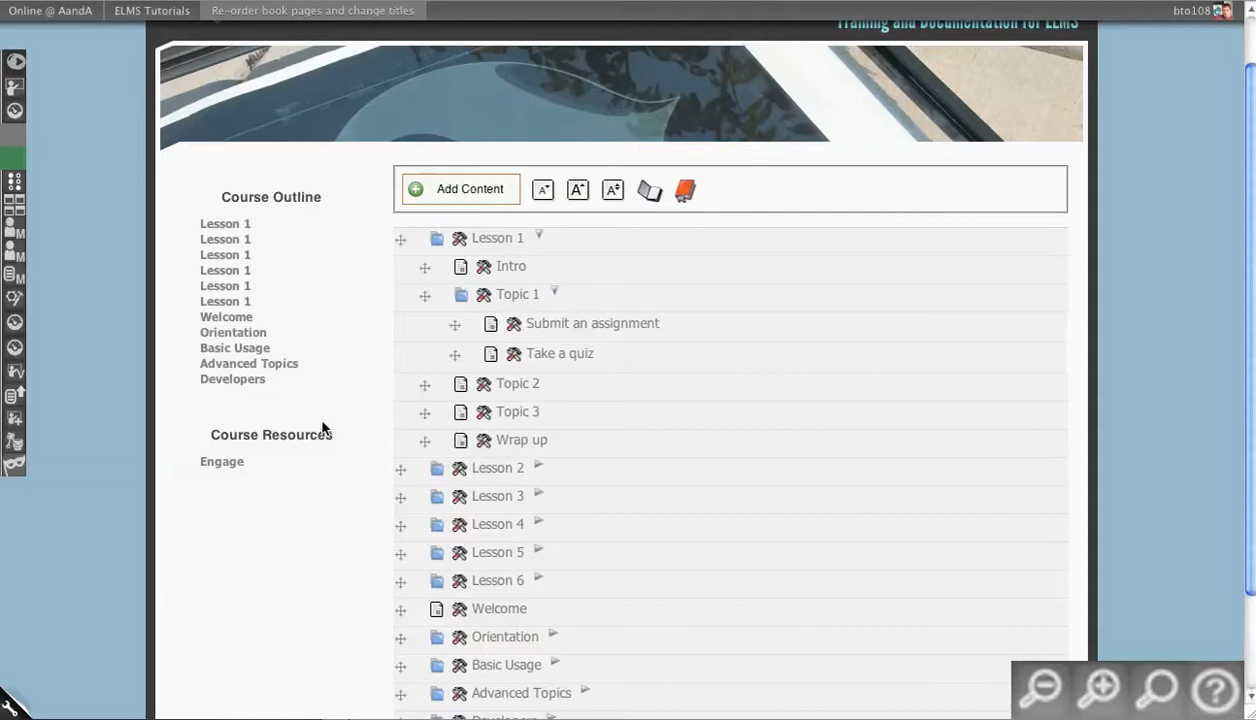 Online @ AandA
ELMS Tutorials
Re-order book pages and change titles
bto108
Training and Documentation for ELMS
Course Outline
Lesson 1
Lesson 1
Lesson 1
Lesson 1
Lesson 1
Lesson 1
Welcome
Orientation
Basic Usage
Advanced Topics
Developers
Course Resources
Engage
Add Content
A
A
A
Lesson 1
Intro
Topic 1
Submit an assignment
Take a quiz
Topic 2
Topic 3
Wrap up
Lesson 2
Lesson 3
Lesson 4
Lesson 5
Lesson 6
Welcome
Orientation
Basic Usage
Advanced Topics
Developers
M
M
M